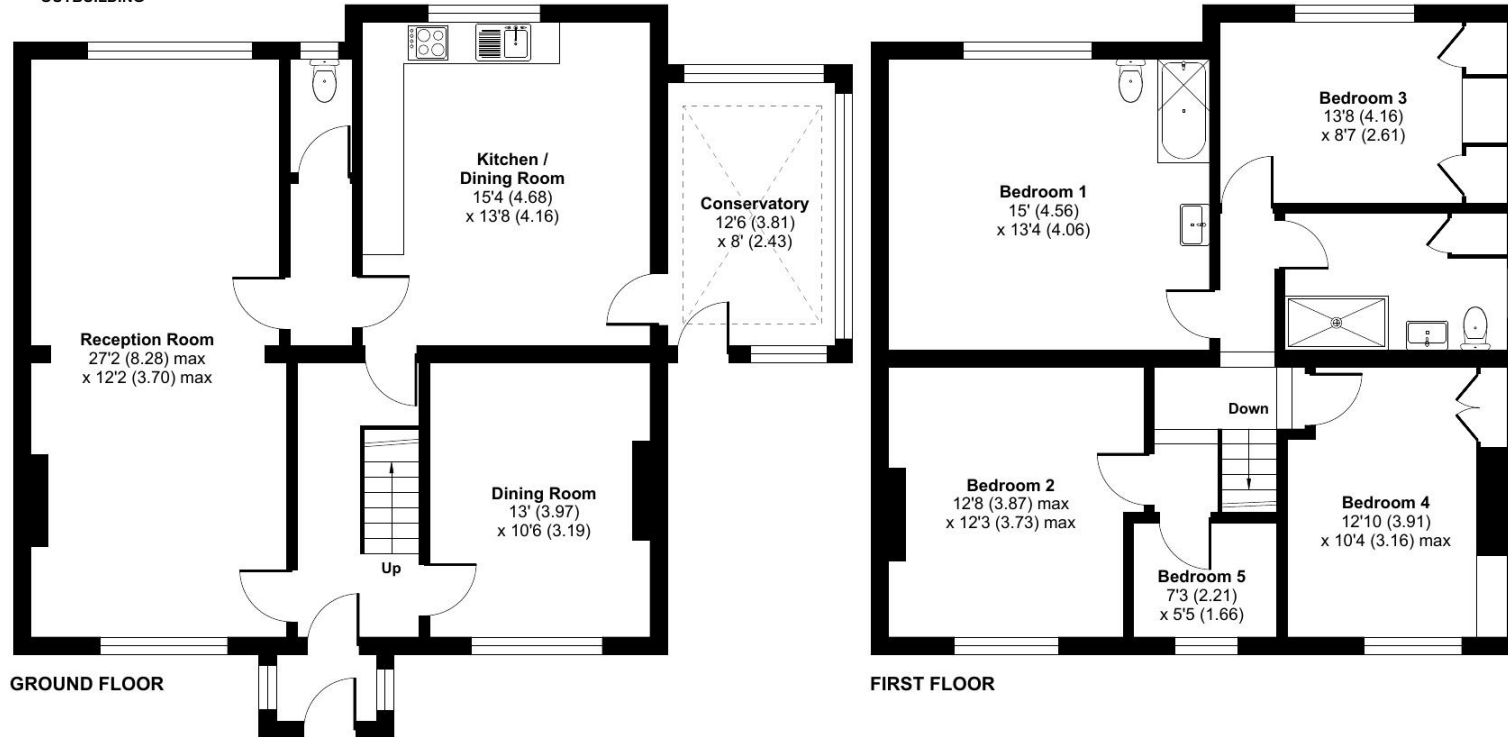 OUTBUILDING
Kitchen /
Dining Room
15'4 (4.68)
x 13'8 (4.16)
Conservatory
12'6 (3.81)
x 8' (2.43)
Reception Room
27'2 (8.28) max
x 12'2 (3.70) max
Dining Room
13' (3.97)
x 10'6 (3.19)
Up
GROUND FLOOR
Bedroom 3
13'8 (4.16)
x 8'7 (2.61)
Bedroom 1
15' (4.56)
x 13'4 (4.06)
Down
Bedroom 2
12'8 (3.87) max
x 12'3 (3.73) max
Bedroom 4
12'10 (3.91)
x 10'4 (3.16) max
Bedroom 5
7'3 (2.21)
x 5'5 (1.66)
FIRST FLOOR